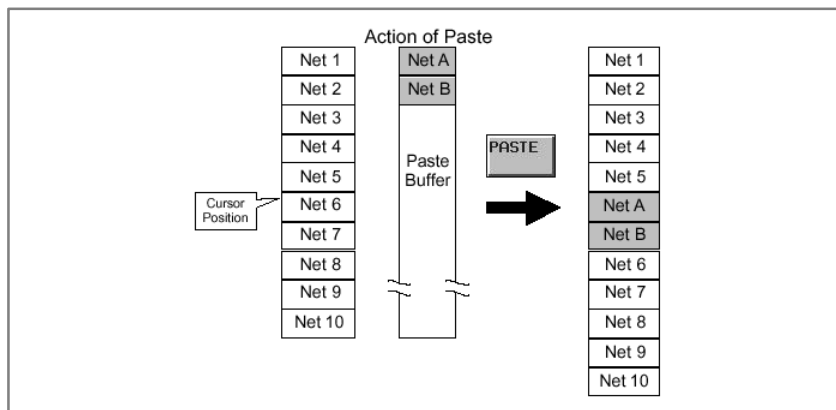 Action of Paste
Net 1
Net 2
Net 3
Net 4
Net 5
Net 6
Net 7
Net 8
Net 9
Net 10
Cursor
Position
Net A
Net B
Paste
Buffer
PASTE
Net 1
Net 2
Net 3
Net 4
Net 5
Net A
Net B
Net 6
Net 7
Net 8
Net 9
Net 10